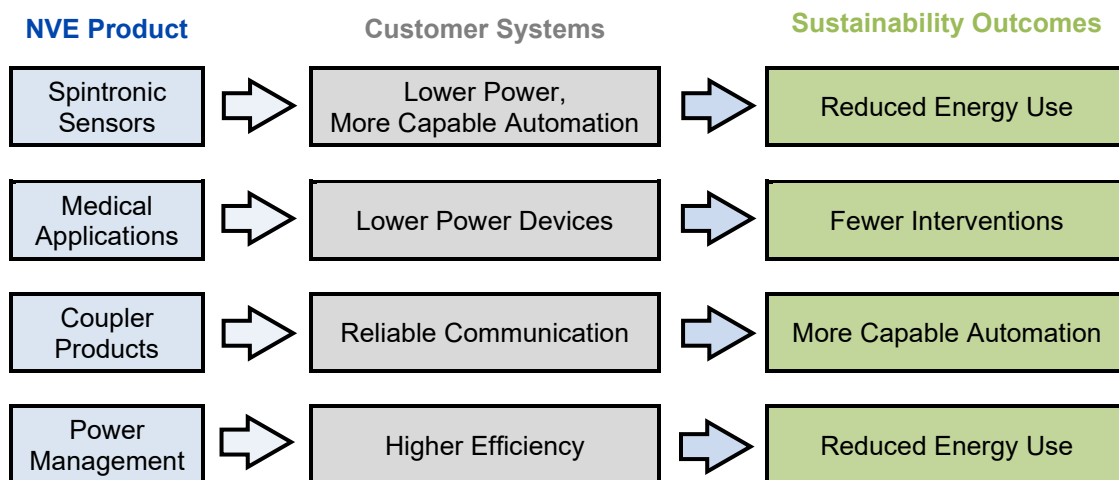 NVE Product
Customer Systems
Sustainability Outcomes
Spintronic
Sensors
Lower Power,
More Capable Automation
Reduced Energy Use
Medical
Applications
Lower Power Devices
Fewer Interventions
Coupler
Products
Reliable Communication
More Capable Automation
Power
Management
Higher Efficiency
Reduced Energy Use